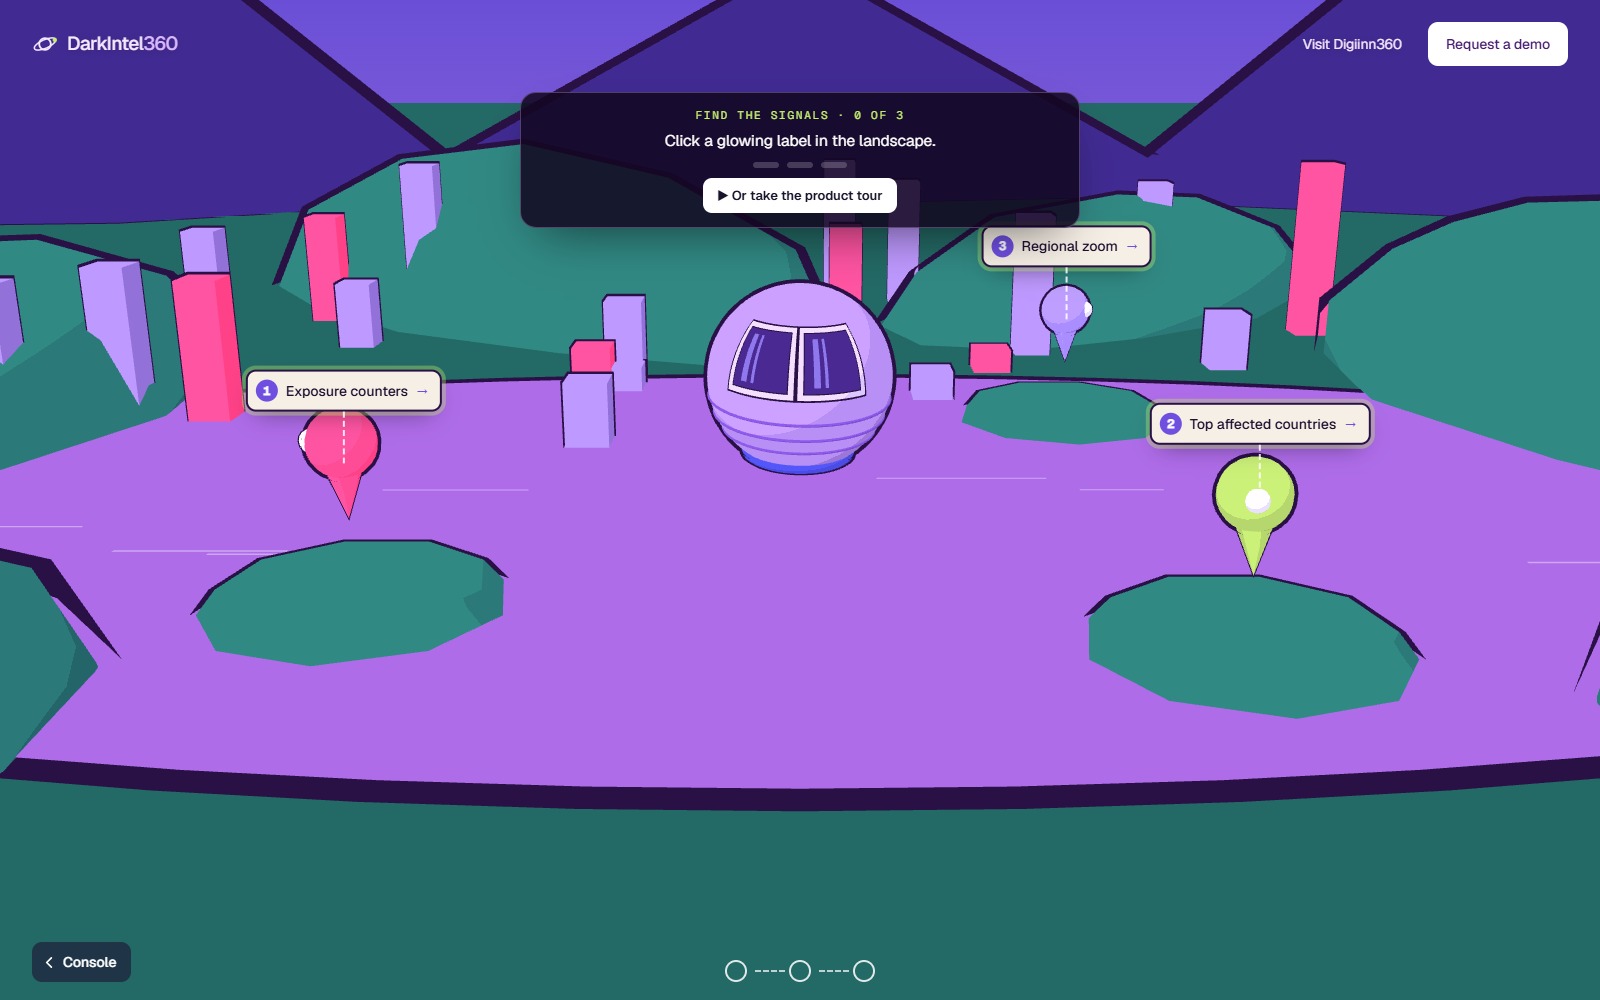 DarkIntel360
Visit Digiinn360
Request a demo
FIND THE SIGNALS · 0 OF 3
Click a glowing label in the landscape.
▶ Or take the product tour
3 Regional zoom →
1 Exposure counters →
2 Top affected countries →
Console